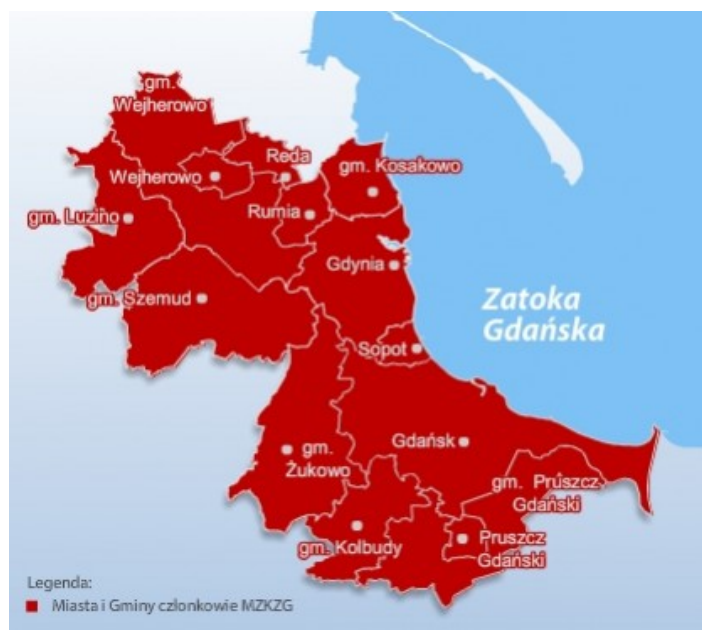 gm.
Wejherowo
Reda
Wejherowo
gm. Kosakowo
gm. Luzino
Rumia
Gdynia
gm. Szemud
Zatoka
Gdańska
Sopot
Gdańsk
gm.
Żukowo
gm. Pruszcz
Gdański
gm. Kolbudy
Pruszcz
Gdański
Legenda:
Miasta i Gminy członkowie MZKZG